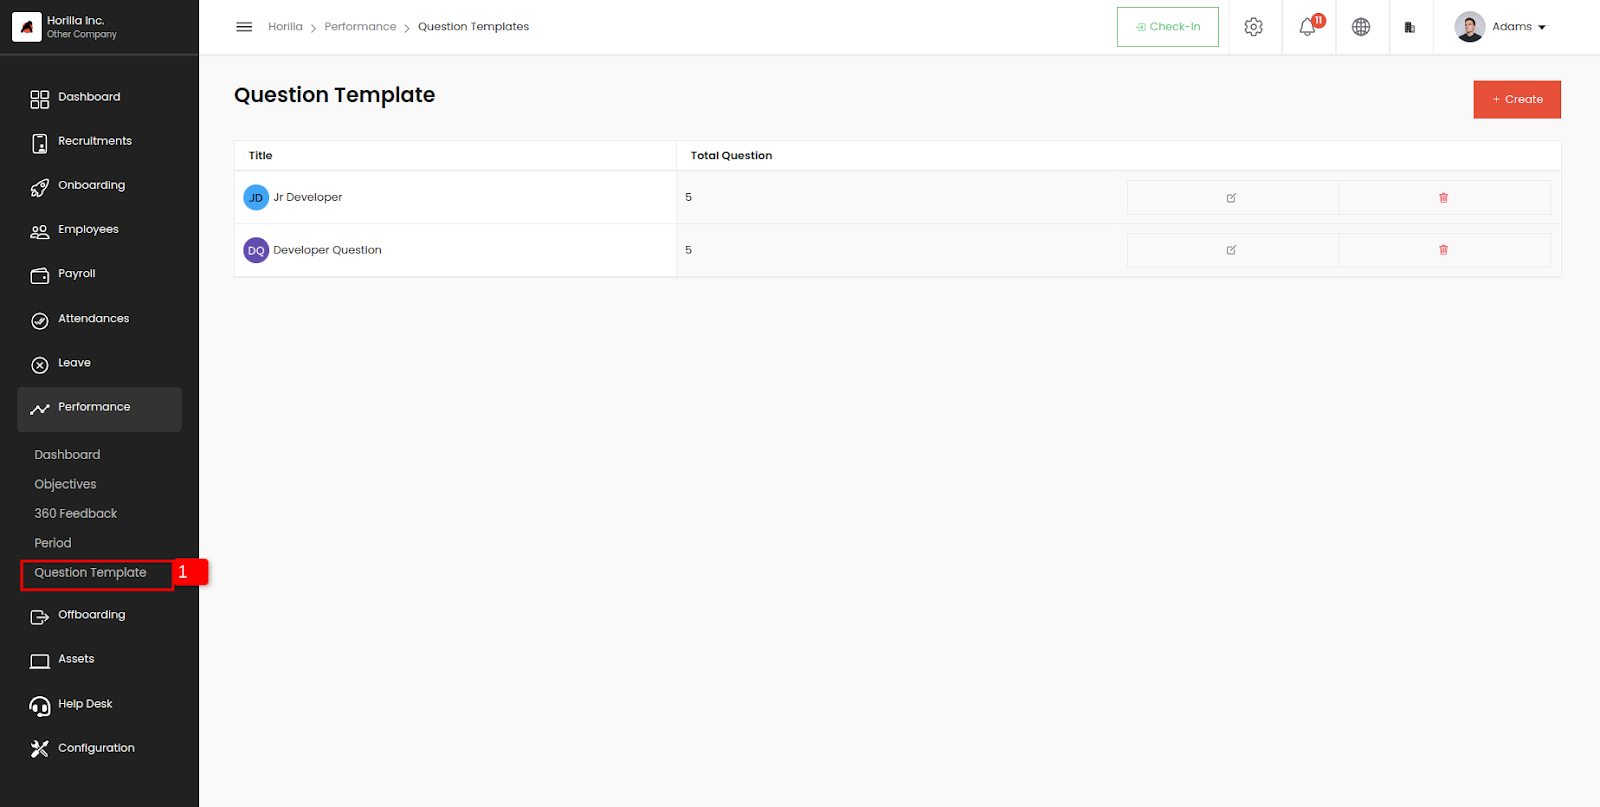 Horilla Inc.
Other Company
Horilla > Performance > Question Templates
Check-In
11
Adams
Dashboard
Recruitments
Onboarding
Employees
Payroll
Attendances
Leave
Performance
Dashboard
Objectives
360 Feedback
Period
Question Template
1
Offboarding
Assets
Help Desk
Configuration
Question Template
+ Create
Title Total Question
JD Jr Developer 5
DQ Developer Question 5